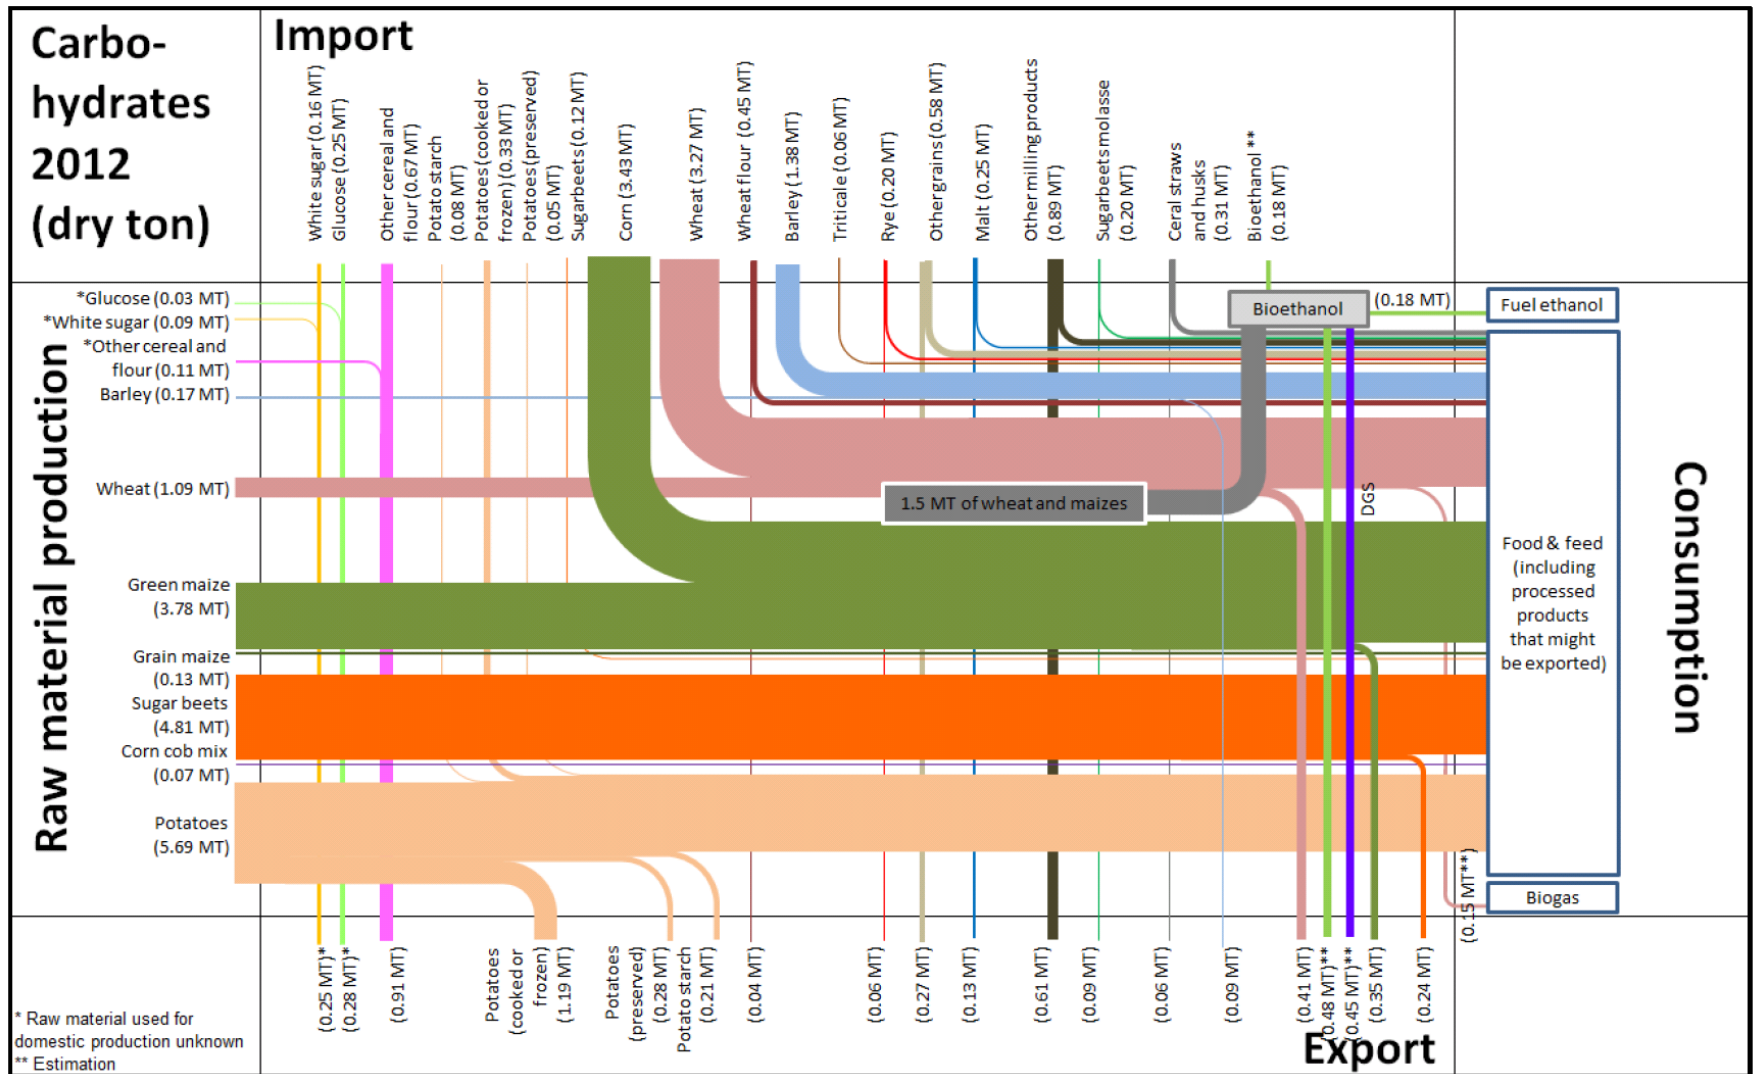 Carbo-
hydrates
2012
(dry ton)
Import
White sugar (0.16 MT)
Glucose (0.25 MT)
Other cereal and
flour (0.67 MT)
Potato starch
(0.08 MT)
Potatoes (cooked or
frozen) (0.33 MT)
Potatoes (preserved)
(0.05 MT)
Sugarbeets (0.12 MT)
Corn (3.43 MT)
Wheat (3.27 MT)
Wheat flour (0.45 MT)
Barley (1.38 MT)
Triticale (0.06 MT)
Rye (0.20 MT)
Othergrains (0.58 MT)
Malt (0.25 MT)
Other milling products
(0.89 MT)
Sugarbeets molasse
(0.20 MT)
Ceral straws
and husks
(0.31 MT)
Bioethanol **
(0.18 MT)
Raw material production
*Glucose (0.03 MT)
*White sugar (0.09 MT)
*Other cereal and
flour (0.11 MT)
Barley (0.17 MT)
Wheat (1.09 MT)
Green maize
(3.78 MT)
Grain maize
(0.13 MT)
Sugar beets
(4.81 MT)
Corn cob mix
(0.07 MT)
Potatoes
(5.69 MT)
Bioethanol
(0.18 MT)
1.5 MT of wheat and maizes
DGS
Fuel ethanol
Food & feed
(including
processed
products
that might
be exported)
Biogas
(0.15 MT**)
Consumption
(0.25 MT)*
(0.28 MT)*
(0.91 MT)
Potatoes
(cooked or
frozen)
(1.19 MT)
Potatoes
(preserved)
(0.28 MT)
Potato starch
(0.21 MT)
(0.04 MT)
(0.06 MT)
(0.27 MT)
(0.13 MT)
(0.61 MT)
(0.09 MT)
(0.06 MT)
(0.09 MT)
(0.41 MT)
(0.48 MT)**
(0.45 MT)**
(0.35 MT)
(0.24 MT)
Export
* Raw material used for
domestic production unknown
** Estimation